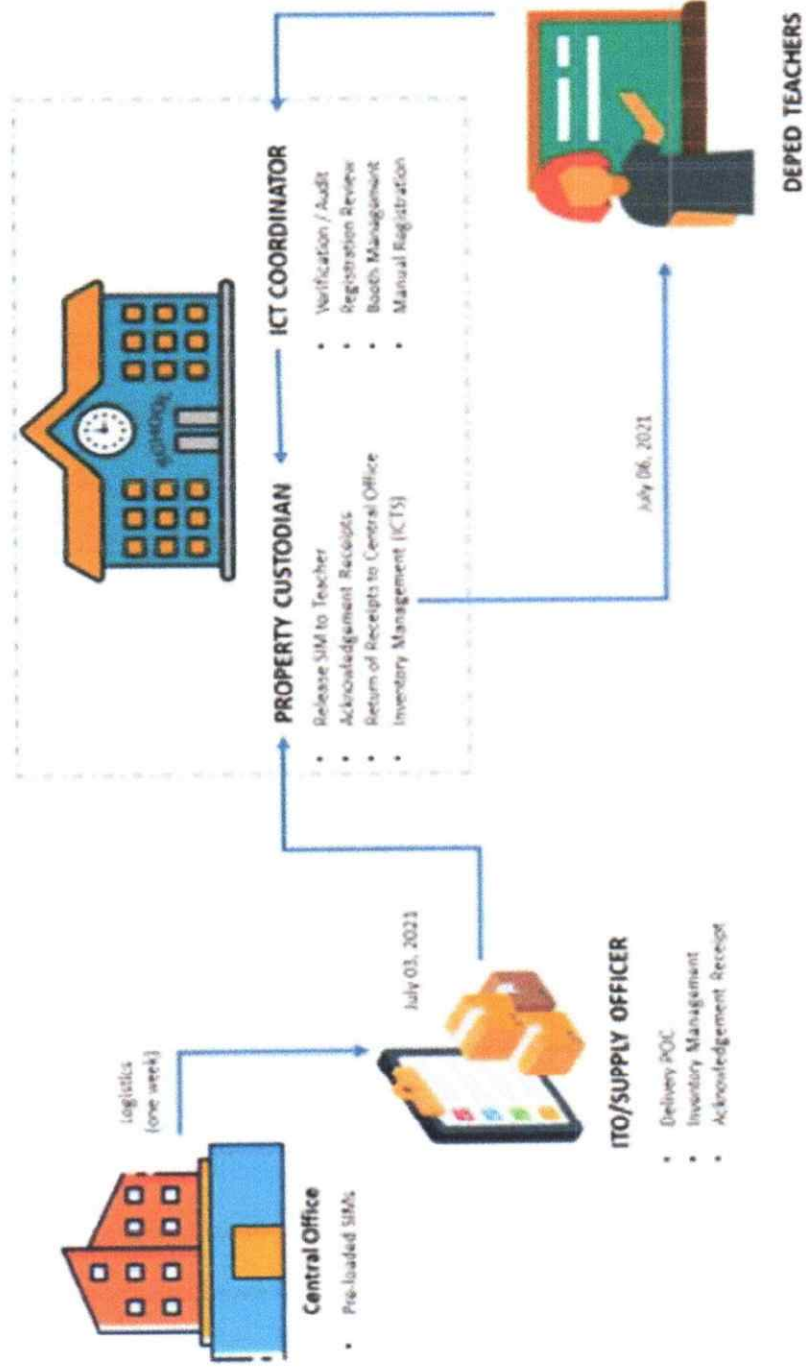 Central Office
• Pre-loaded SIMs
Logistics
(one week)
ITO/SUPPLY OFFICER
• Delivery POC
• Inventory Management
• Acknowledgement Receipt
July 03, 2021
SCHOOL
PROPERTY CUSTODIAN
• Release SIM to Teacher
• Acknowledgement Receipts
• Return of Receipts to Central Office
• Inventory Management (ICTS)
ICT COORDINATOR
• Verification / Audit
• Registration Review
• Booth Management
• Manual Registration
July 06, 2021
DEPED TEACHERS